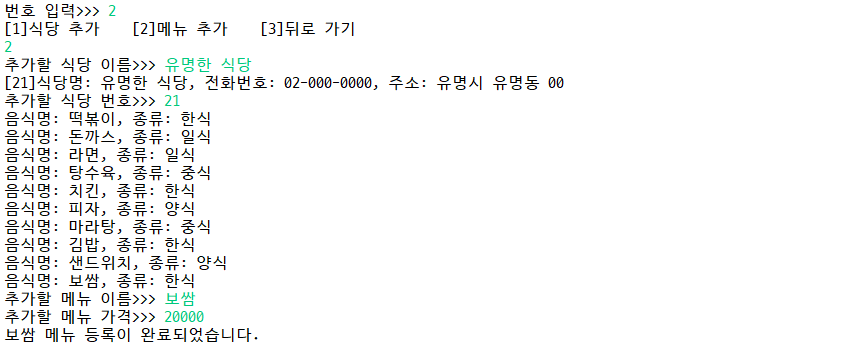 번호 입력>>> 2
[1]식당 추가 [2]메뉴 추가 [3]뒤로 가기
2
추가할 식당 이름>>> 유명한 식당
[21]식당명: 유명한 식당, 전화번호: 02-000-0000, 주소: 유명시 유명동 00
추가할 식당 번호>>> 21
음식명: 떡볶이, 종류: 한식
음식명: 돈까스, 종류: 일식
음식명: 라면, 종류: 일식
음식명: 탕수육, 종류: 중식
음식명: 치킨, 종류: 한식
음식명: 피자, 종류: 양식
음식명: 마라탕, 종류: 중식
음식명: 김밥, 종류: 한식
음식명: 샌드위치, 종류: 양식
음식명: 보쌈, 종류: 한식
추가할 메뉴 이름>>> 보쌈
추가할 메뉴 가격>>> 20000
보쌈 메뉴 등록이 완료되었습니다.